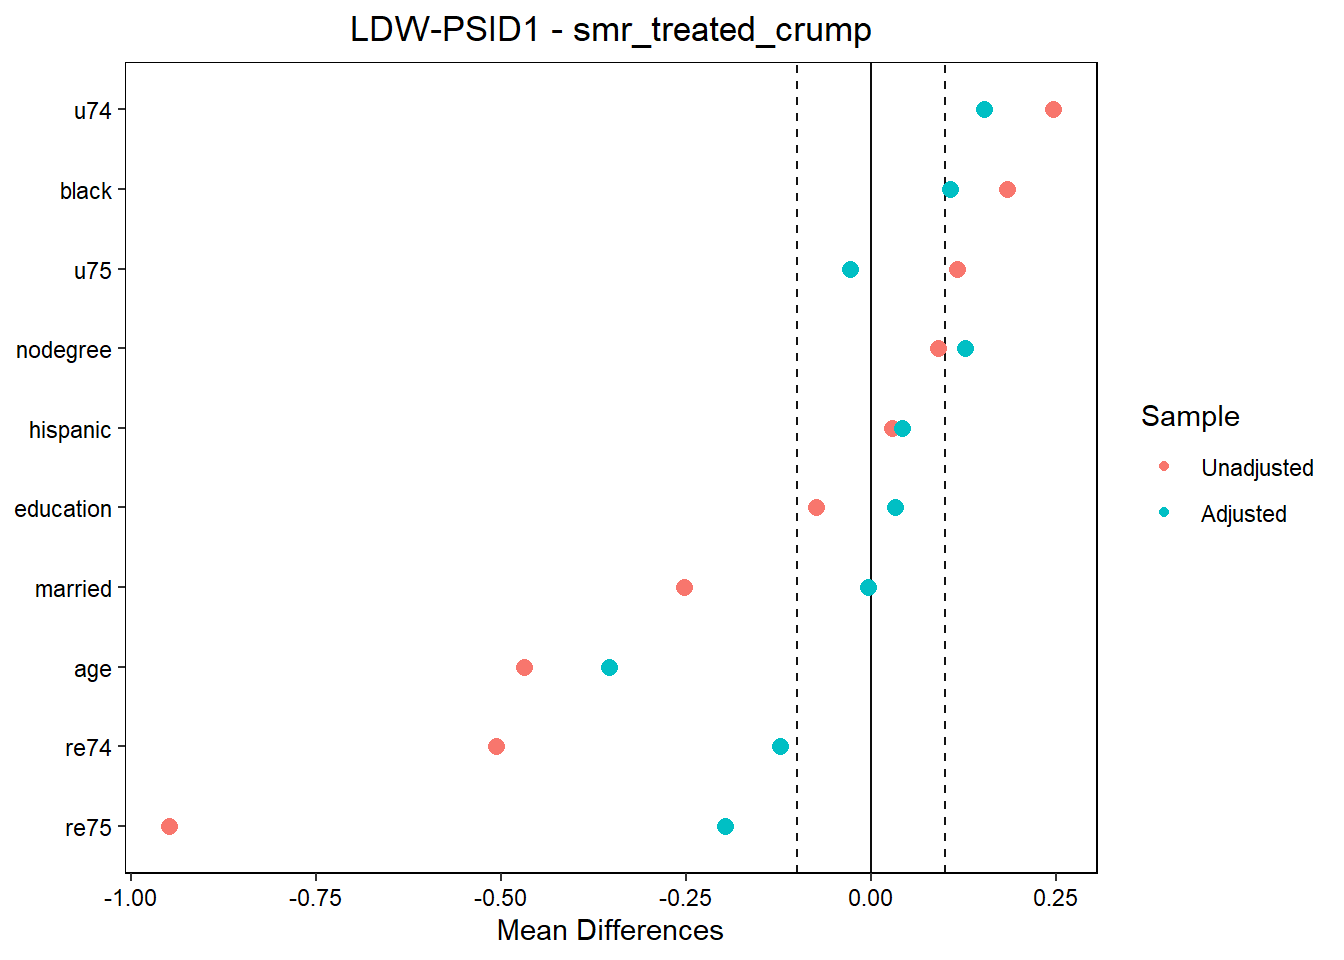 LDW-PSID1 - smr_treated_crump
u74
black
u75
nodegree
hispanic
education
married
age
re74
re75
-1.00 -0.75 -0.50 -0.25 0.00 0.25
Mean Differences
Sample
Unadjusted
Adjusted